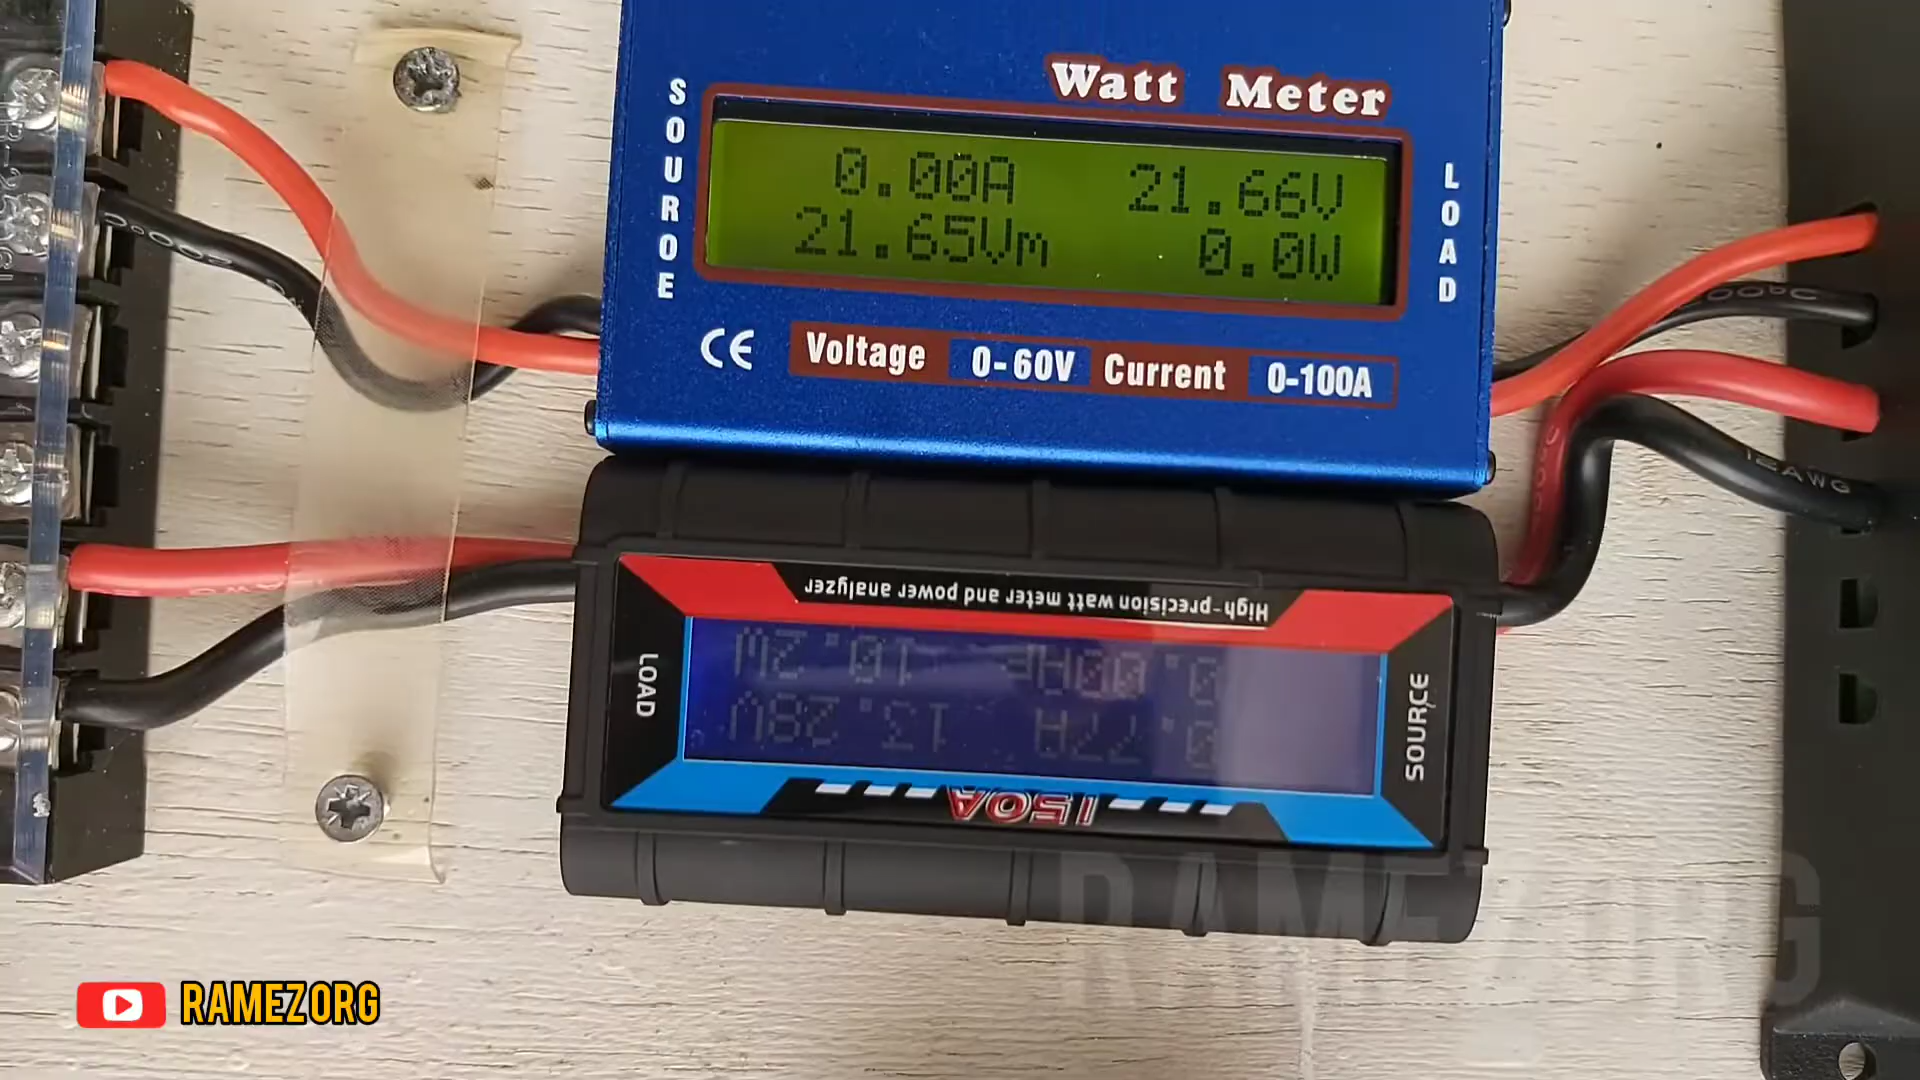 Watt Meter
SOUROE
0.00A 21.66V
21.65Vm 0.0W
LOAD
CE
Voltage 0-60V Current 0-100A
12AWG
High-precision watt meter and power analyzer
LOAD
0.77A 13.28V
0.00Ah 10.2W
SOURCE
150A
RAMEZORG
RAMEZORG